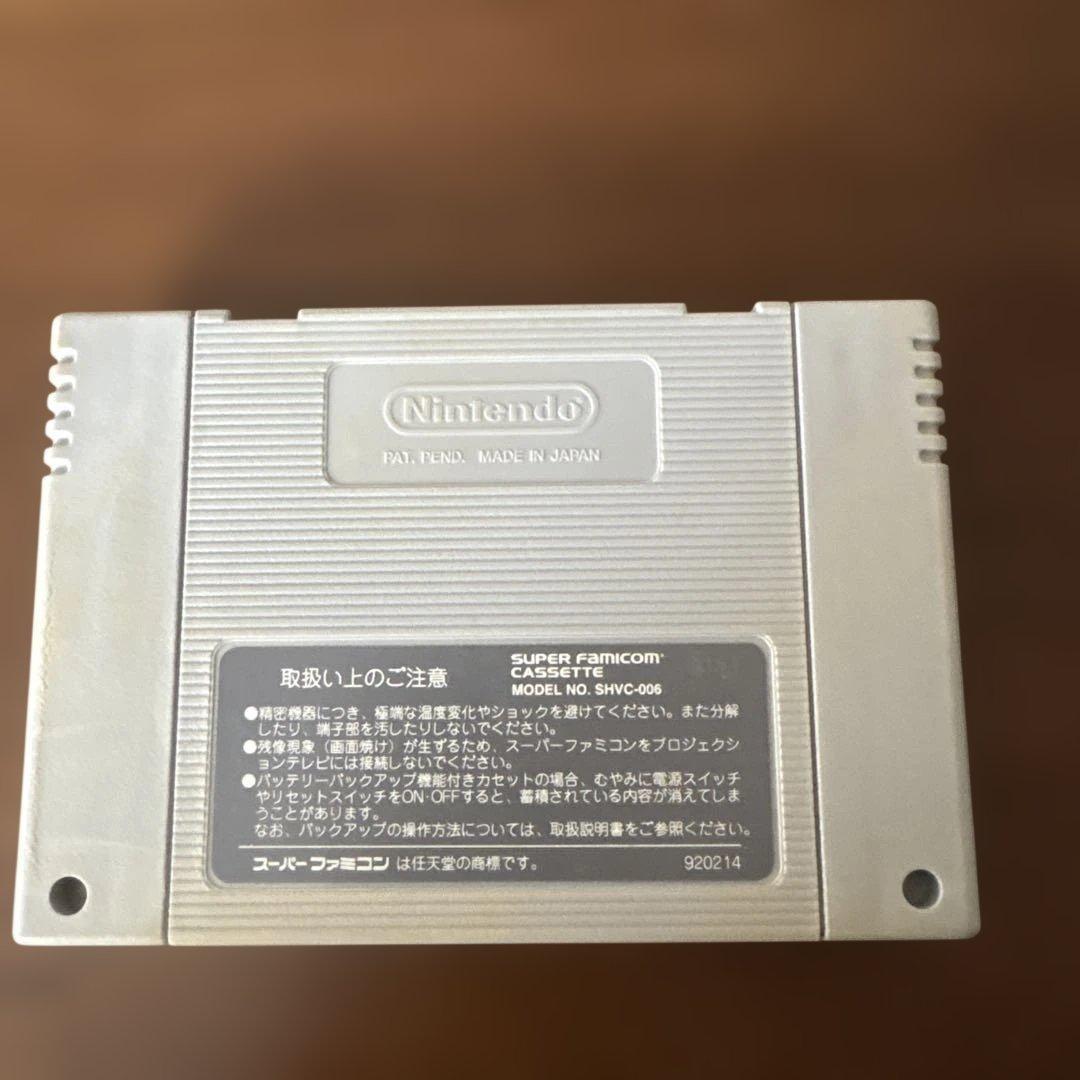 Nintendo®
PAT. PEND. MADE IN JAPAN
取扱い上のご注意
SUPER FAMICOM®
CASSETTE
MODEL NO. SHVC-006
●精密機器につき、極端な温度変化やショックを避けてください。また分解
したり、端子部を汚したりしないでください。
●残像現象（画面焼け）が生ずるため、スーパーファミコンをプロジェクシ
ョンテレビには接続しないでください。
●バッテリーバックアップ機能付きカセットの場合、むやみに電源スイッチ
やリセットスイッチをON·OFFすると、蓄積されている内容が消えてしま
うことがあります。
なお、バックアップの操作方法については、取扱説明書をご参照ください。
スーパーファミコン は任天堂の商標です。
920214